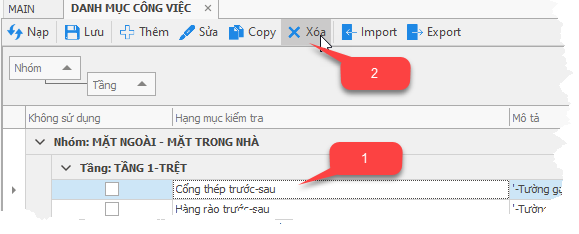 MAIN DANH MỤC CÔNG VIỆC ×
Nạp Lưu Thêm Sửa Copy Xóa Import Export
2
Nhóm
Tầng
Không sử dụng Hạng mục kiểm tra Mô tả
Nhóm: MẶT NGOÀI - MẶT TRONG NHÀ
1
Tầng: TẦNG 1-TRỆT
Cổng thép trước-sau '-Tường
Hàng rào trước-sau '-Tường